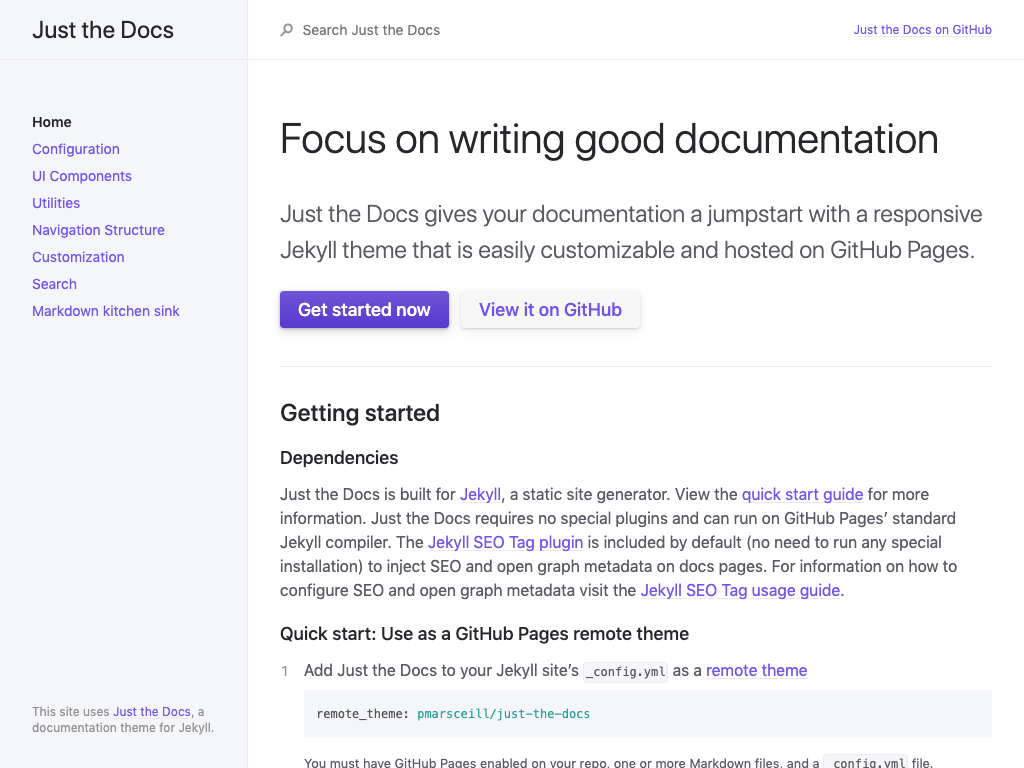 Just the Docs
Search Just the Docs
Just the Docs on GitHub
Home
Configuration
UI Components
Utilities
Navigation Structure
Customization
Search
Markdown kitchen sink
This site uses Just the Docs, a
documentation theme for Jekyll.
Focus on writing good documentation
Just the Docs gives your documentation a jumpstart with a responsive
Jekyll theme that is easily customizable and hosted on GitHub Pages.
Get started now
View it on GitHub
Getting started
Dependencies
Just the Docs is built for Jekyll, a static site generator. View the quick start guide for more
information. Just the Docs requires no special plugins and can run on GitHub Pages’ standard
Jekyll compiler. The Jekyll SEO Tag plugin is included by default (no need to run any special
installation) to inject SEO and open graph metadata on docs pages. For information on how to
configure SEO and open graph metadata visit the Jekyll SEO Tag usage guide.
Quick start: Use as a GitHub Pages remote theme
1 Add Just the Docs to your Jekyll site’s _config.yml as a remote theme
remote_theme: pmarsceill/just-the-docs
You must have GitHub Pages enabled on your repo, one or more Markdown files, and a _config.yml file.